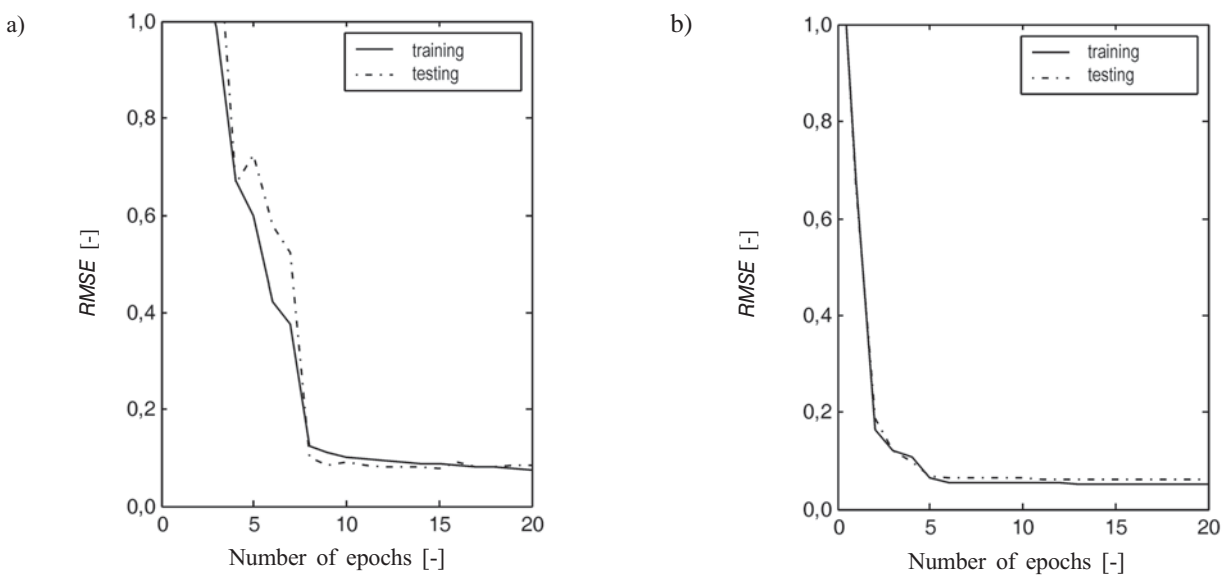 a)
1,0
0,8
0,6
0,4
0,2
0,0
RMSE [-]
training
testing
0 5 10 15 20
Number of epochs [-]
b)
1,0
0,8
0,6
0,4
0,2
0,0
RMSE [-]
training
testing
0 5 10 15 20
Number of epochs [-]